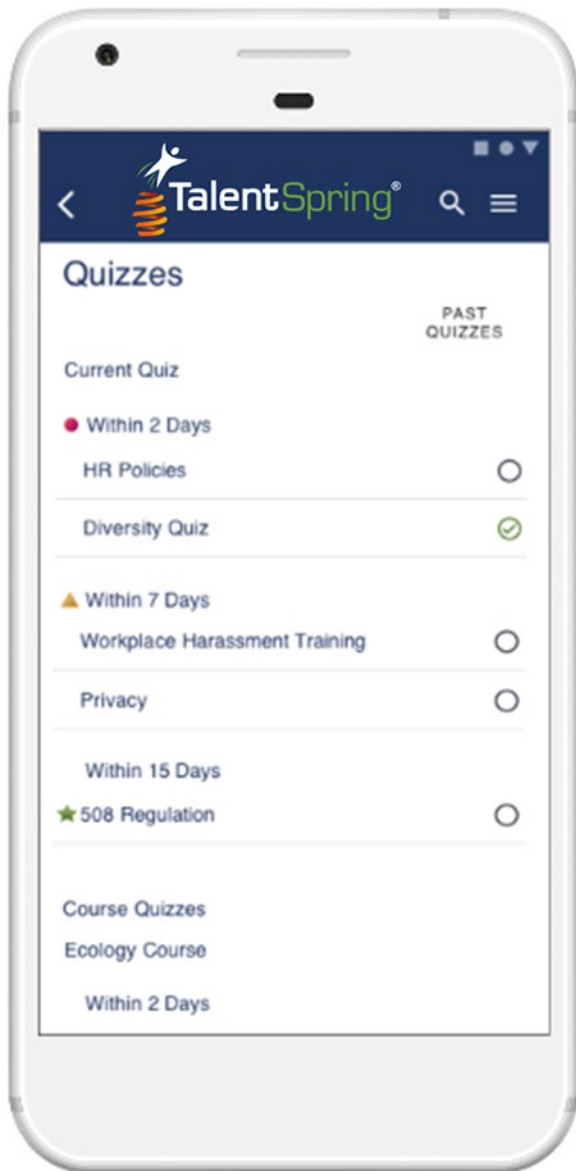 TalentSpring®
Quizzes
PAST
QUIZZES
Current Quiz
Within 2 Days
HR Policies
Diversity Quiz
Within 7 Days
Workplace Harassment Training
Privacy
Within 15 Days
508 Regulation
Course Quizzes
Ecology Course
Within 2 Days